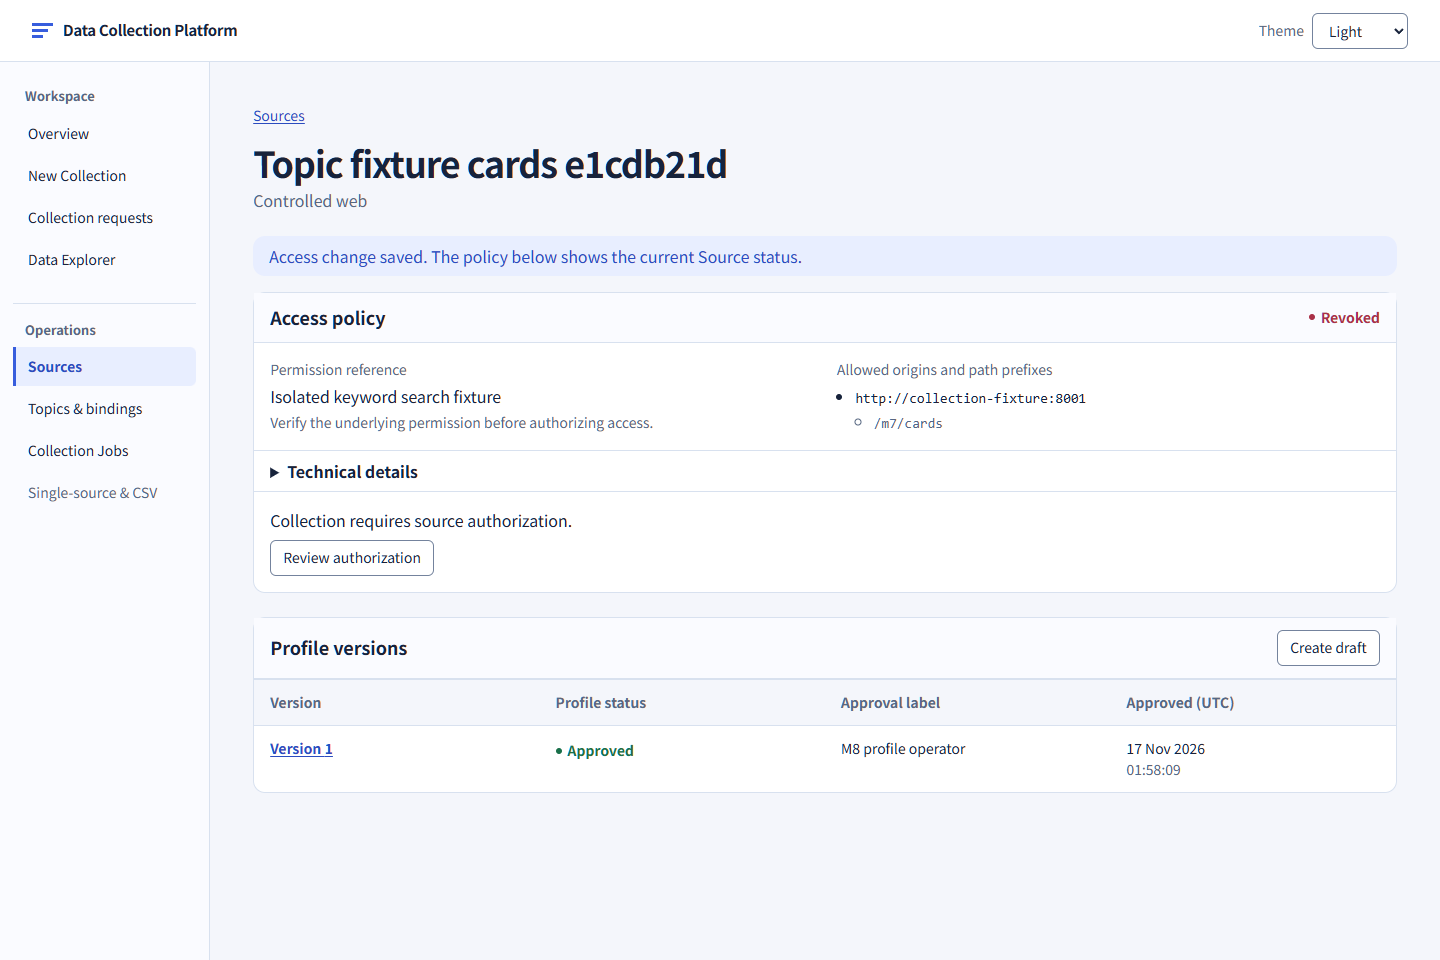 Data Collection Platform
Theme
Light
Workspace
Overview
New Collection
Collection requests
Data Explorer
Operations
Sources
Topics & bindings
Collection Jobs
Single-source & CSV
Sources
Topic fixture cards e1cdb21d
Controlled web
Access change saved. The policy below shows the current Source status.
Access policy
Revoked
Permission reference
Isolated keyword search fixture
Verify the underlying permission before authorizing access.
Allowed origins and path prefixes
http://collection-fixture:8001
/m7/cards
Technical details
Collection requires source authorization.
Review authorization
Profile versions
Create draft
Version Profile status Approval label Approved (UTC)
Version 1 Approved M8 profile operator 17 Nov 2026
01:58:09